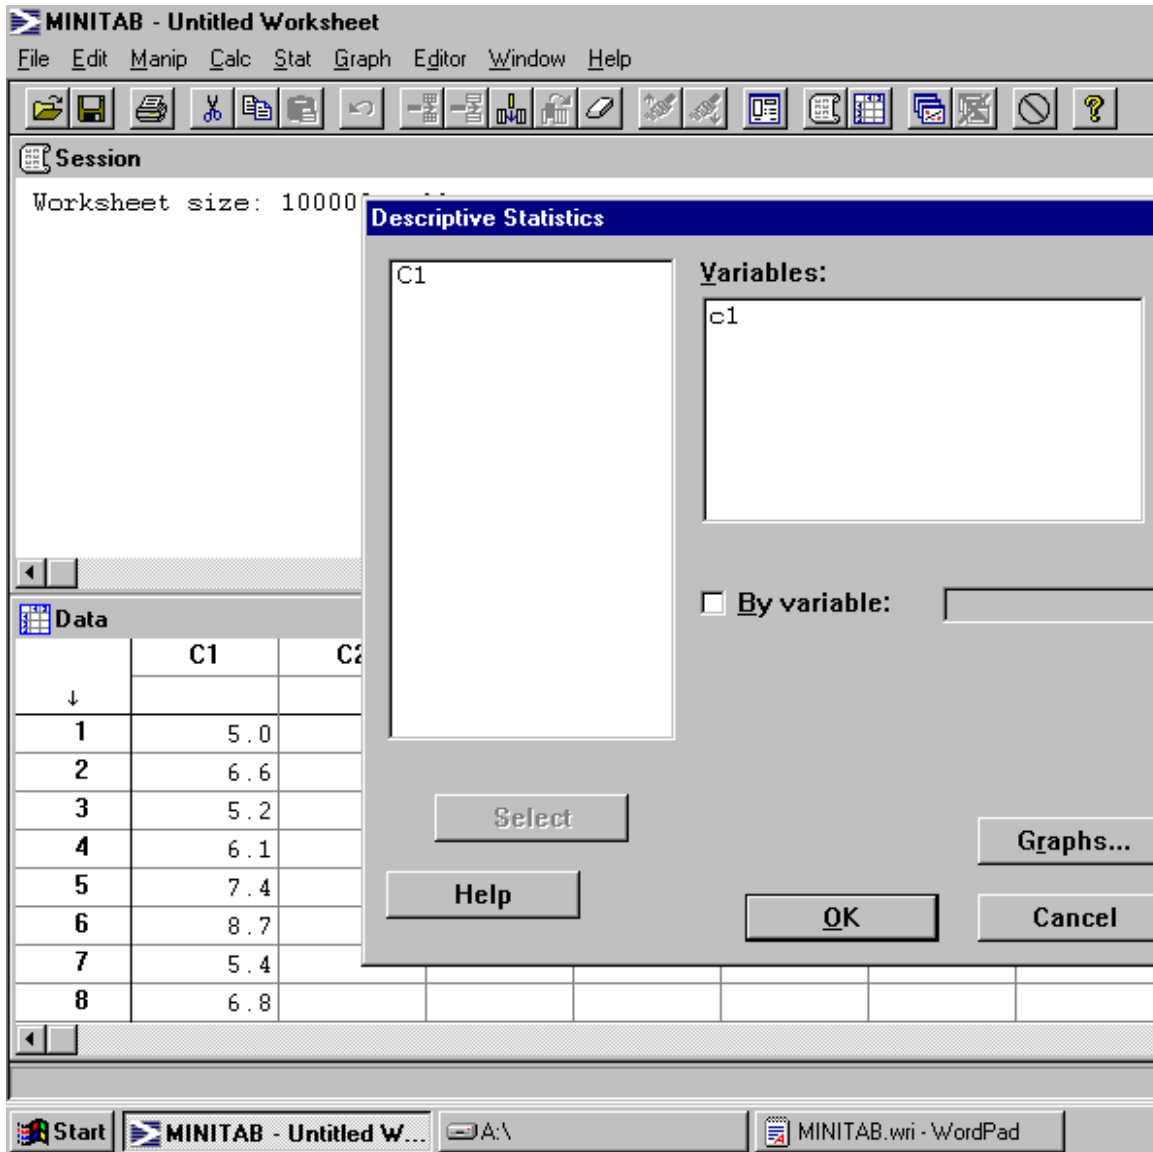 MINITAB - Untitled Worksheet
File Edit Manip Calc Stat Graph Editor Window Help
Session
Worksheet size: 100000
Descriptive Statistics
C1
Variables:
c1
By variable:
Data
C1 C2
↓
1 5.0
2 6.6
3 5.2
4 6.1
5 7.4
6 8.7
7 5.4
8 6.8
Select
Graphs...
Help
OK
Cancel
Start
MINITAB - Untitled W...
A:\
MINITAB.wri - WordPad